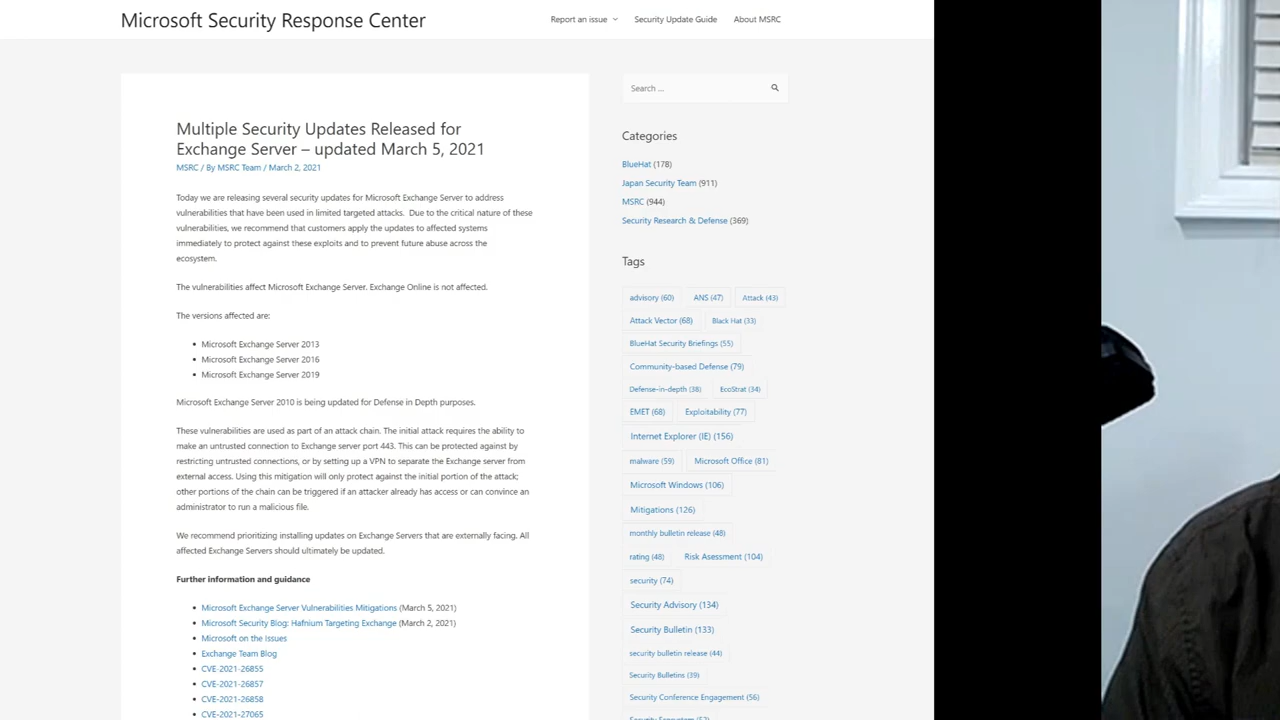 Microsoft Security Response Center
Report an issue
Security Update Guide
About MSRC
Multiple Security Updates Released for
Exchange Server – updated March 5, 2021
MSRC / By MSRC Team / March 2, 2021
Today we are releasing several security updates for Microsoft Exchange Server to address
vulnerabilities that have been used in limited targeted attacks. Due to the critical nature of these
vulnerabilities, we recommend that customers apply the updates to affected systems
immediately to protect against these exploits and to prevent future abuse across the
ecosystem.
The vulnerabilities affect Microsoft Exchange Server. Exchange Online is not affected.
The versions affected are:
• Microsoft Exchange Server 2013
• Microsoft Exchange Server 2016
• Microsoft Exchange Server 2019
Microsoft Exchange Server 2010 is being updated for Defense in Depth purposes.
These vulnerabilities are used as part of an attack chain. The initial attack requires the ability to
make an untrusted connection to Exchange server port 443. This can be protected against by
restricting untrusted connections, or by setting up a VPN to separate the Exchange server from
external access. Using this mitigation will only protect against the initial portion of the attack;
other portions of the chain can be triggered if an attacker already has access or can convince an
administrator to run a malicious file.
We recommend prioritizing installing updates on Exchange Servers that are externally facing. All
affected Exchange Servers should ultimately be updated.
Further information and guidance
• Microsoft Exchange Server Vulnerabilities Mitigations (March 5, 2021)
• Microsoft Security Blog: Hafnium Targeting Exchange (March 2, 2021)
• Microsoft on the Issues
• Exchange Team Blog
• CVE-2021-26855
• CVE-2021-26857
• CVE-2021-26858
• CVE-2021-27065
Search ...
Categories
BlueHat (178)
Japan Security Team (911)
MSRC (944)
Security Research & Defense (369)
Tags
advisory (60) ANS (47) Attack (43)
Attack Vector (68) Black Hat (33)
BlueHat Security Briefings (55)
Community-based Defense (79)
Defense-in-depth (38) EcoStrat (34)
EMET (68) Exploitability (77)
Internet Explorer (IE) (156)
malware (59) Microsoft Office (81)
Microsoft Windows (106)
Mitigations (126)
monthly bulletin release (48)
rating (48) Risk Asessment (104)
security (74)
Security Advisory (134)
Security Bulletin (133)
security bulletin release (44)
Security Bulletins (39)
Security Conference Engagement (56)
Security Ecosystem (52)